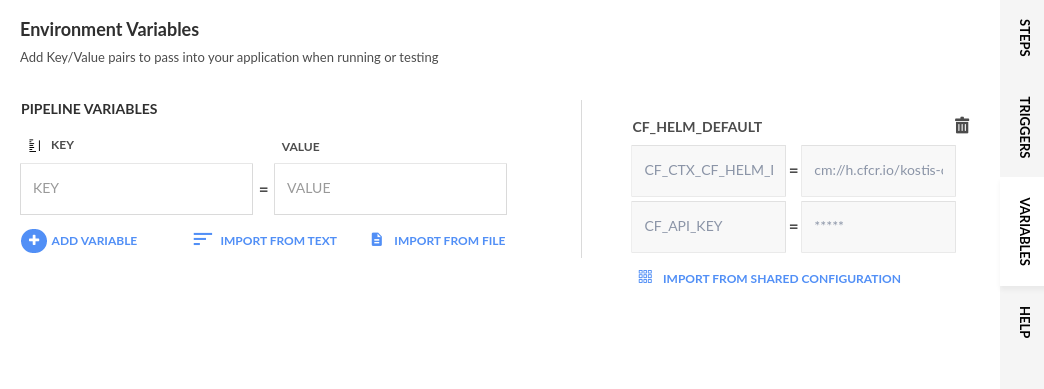 Environment Variables
Add Key/Value pairs to pass into your application when running or testing
PIPELINE VARIABLES
KEY
VALUE
KEY
=
VALUE
ADD VARIABLE
IMPORT FROM TEXT
IMPORT FROM FILE
CF_HELM_DEFAULT
CF_CTX_CF_HELM_
=
cm://h.cfcr.io/kostis-
CF_API_KEY
=
*****
IMPORT FROM SHARED CONFIGURATION
STEPS
TRIGGERS
VARIABLES
HELP